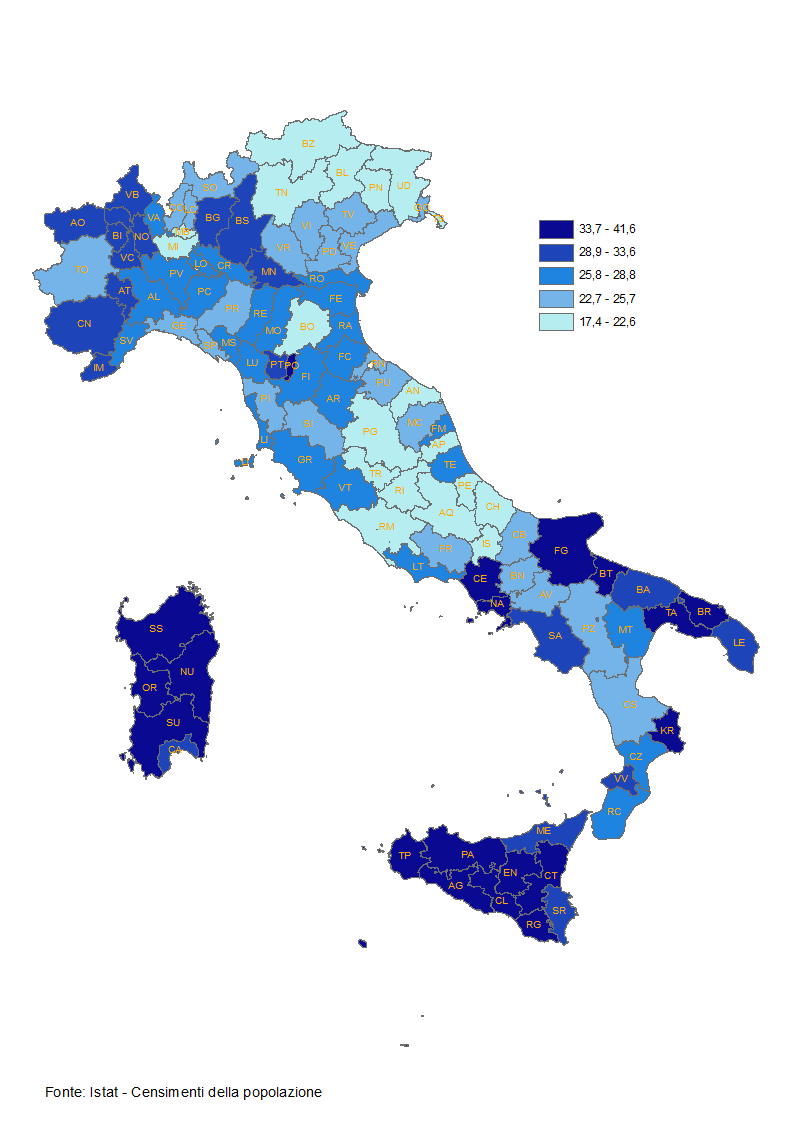 BZ
BL
TN
PN
UD
SO
VB
AO
BI
NO
VA
CO
LC
BG
BS
MB
MI
VI
TV
GO
VR
PD
VE
VC
TO
LO
CR
MN
PV
RO
AT
AL
PC
PR
RE
FE
CN
GE
MO
BO
RA
SV
SP
MS
IM
LU
PT
PO
FI
FC
RN
PU
AN
PI
AR
SI
MC
FM
PG
AP
LI
GR
TR
TE
VT
RI
PE
AQ
CH
RM
IS
CB
FR
FG
LT
CE
BN
BT
NA
AV
BA
TA
BR
SA
PZ
MT
LE
SS
NU
OR
SU
CA
CS
KR
CZ
VV
RC
ME
TP
PA
EN
CT
AG
CL
SR
RG
33,7 - 41,6
28,9 - 33,6
25,8 - 28,8
22,7 - 25,7
17,4 - 22,6
Fonte: Istat - Censimenti della popolazione